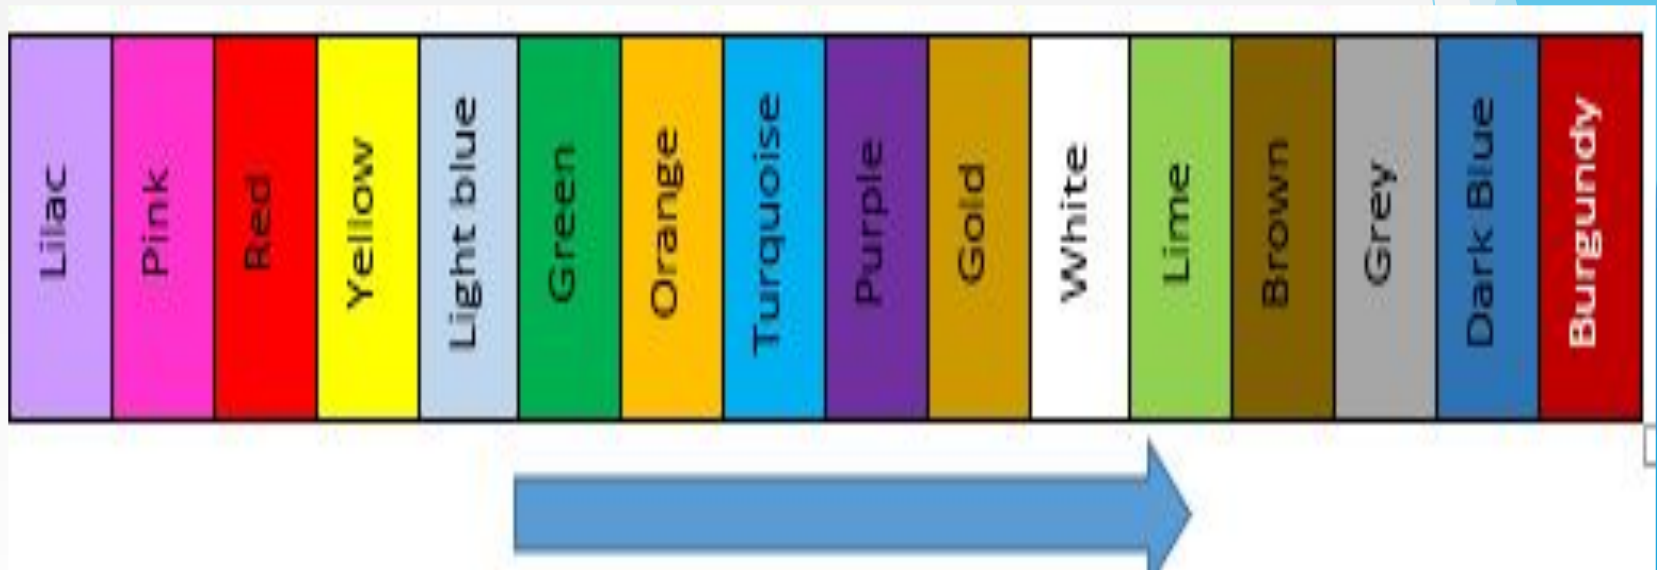 Lilac
Pink
Red
Yellow
Light blue
Green
Orange
Turquoise
Purple
Gold
White
Lime
Brown
Grey
Dark Blue
Burgundy